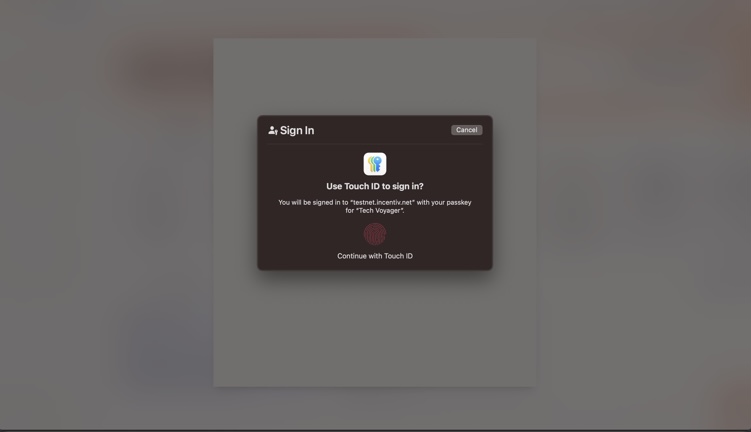 Sign In
Cancel
Use Touch ID to sign in?
You will be signed in to "testnet.incentiv.net" with your passkey
for "Tech Voyager".
Continue with Touch ID